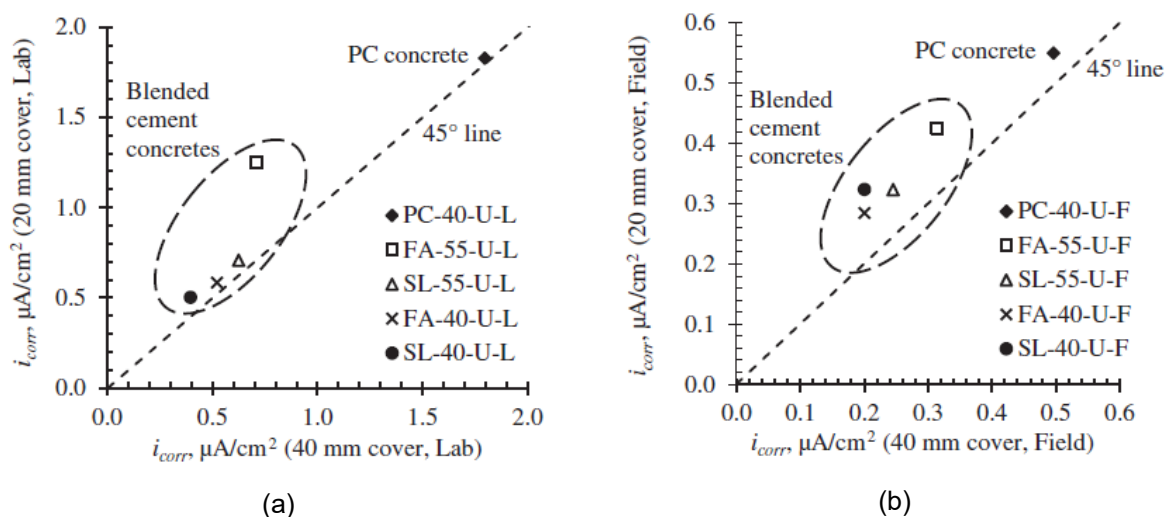 2.0
1.5
1.0
0.5
0.0
i_corr, µA/cm² (20 mm cover, Lab)
PC concrete
Blended
cement
concretes
45° line
PC-40-U-L
FA-55-U-L
SL-55-U-L
FA-40-U-L
SL-40-U-L
0.0 0.5 1.0 1.5 2.0
i_corr, µA/cm² (40 mm cover, Lab)
(a)
0.6
0.5
0.4
0.3
0.2
0.1
0.0
i_corr, µA/cm² (20 mm cover, Field)
PC concrete
45° line
Blended
cement
concretes
PC-40-U-F
FA-55-U-F
SL-55-U-F
FA-40-U-F
SL-40-U-F
0.0 0.1 0.2 0.3 0.4 0.5 0.6
i_corr, µA/cm² (40 mm cover, Field)
(b)